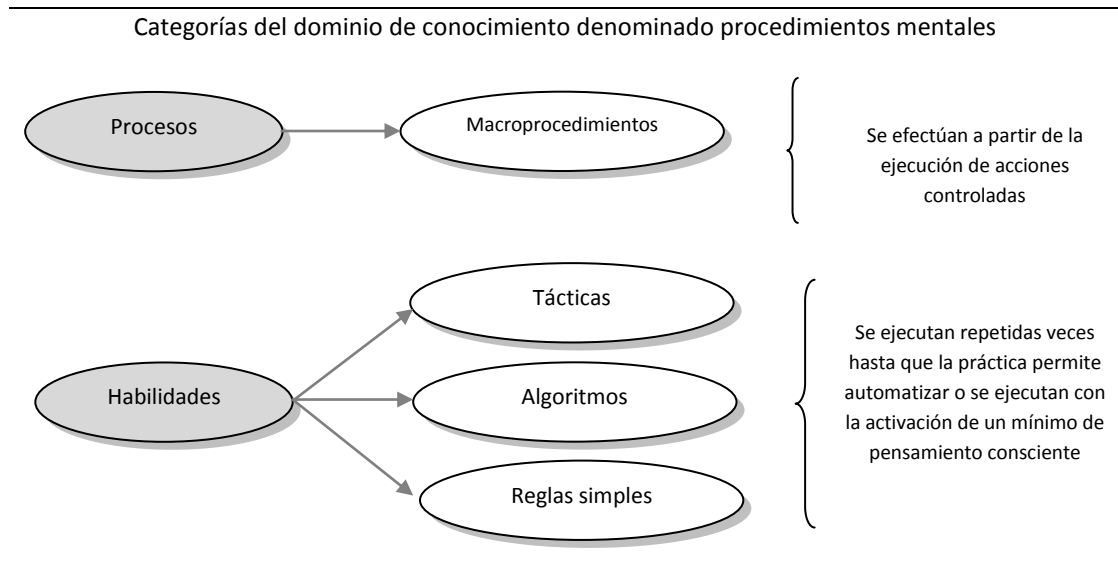 Categorías del dominio de conocimiento denominado procedimientos mentales
Procesos
Macroprocedimientos
Se efectúan a partir de la
ejecución de acciones
controladas
Habilidades
Tácticas
Algoritmos
Reglas simples
Se ejecutan repetidas veces
hasta que la práctica permite
automatizar o se ejecutan con
la activación de un mínimo de
pensamiento consciente